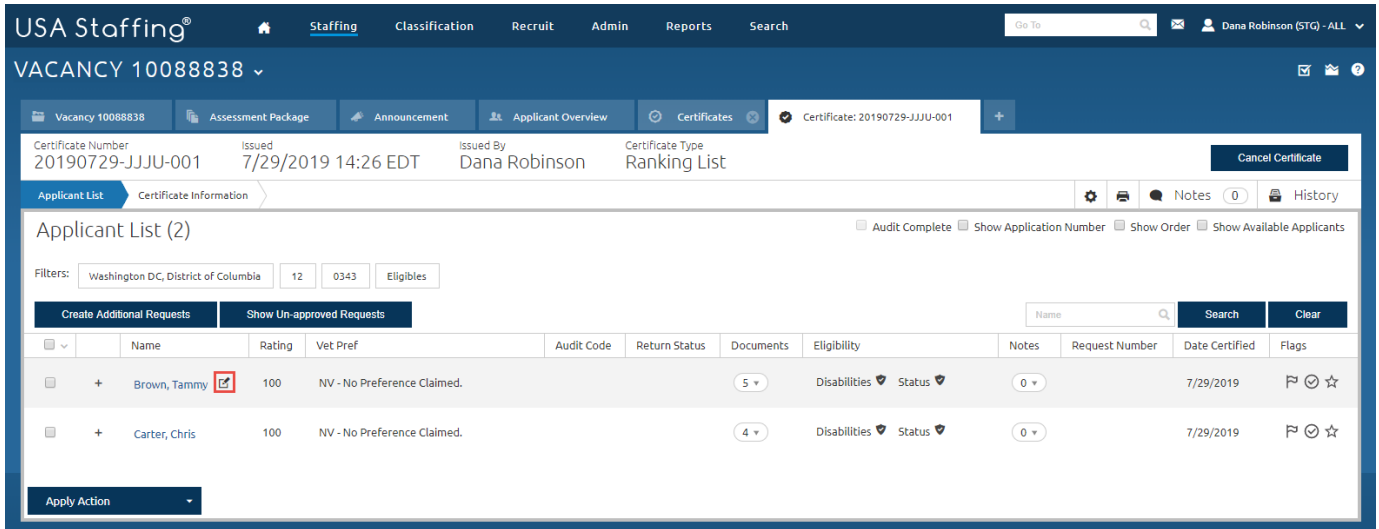 USA Staffing® Staffing Classification Recruit Admin Reports Search Go To Dana Robinson (STG) - ALL
VACANCY 10088838
Vacancy 10088838 Assessment Package Announcement Applicant Overview Certificates Certificate: 20190729-JJJU-001 +
Certificate Number Issued Issued By Certificate Type
20190729-JJJU-001 7/29/2019 14:26 EDT Dana Robinson Ranking List Cancel Certificate
Applicant List Certificate Information Notes 0 History
Applicant List (2) Audit Complete Show Application Number Show Order Show Available Applicants
Filters: Washington DC, District of Columbia 12 0343 Eligibles
Create Additional Requests Show Un-approved Requests Name Search Clear
Name Rating Vet Pref Audit Code Return Status Documents Eligibility Notes Request Number Date Certified Flags
+ Brown, Tammy 100 NV - No Preference Claimed. 5 Disabilities Status 0 7/29/2019
+ Carter, Chris 100 NV - No Preference Claimed. 4 Disabilities Status 0 7/29/2019
Apply Action